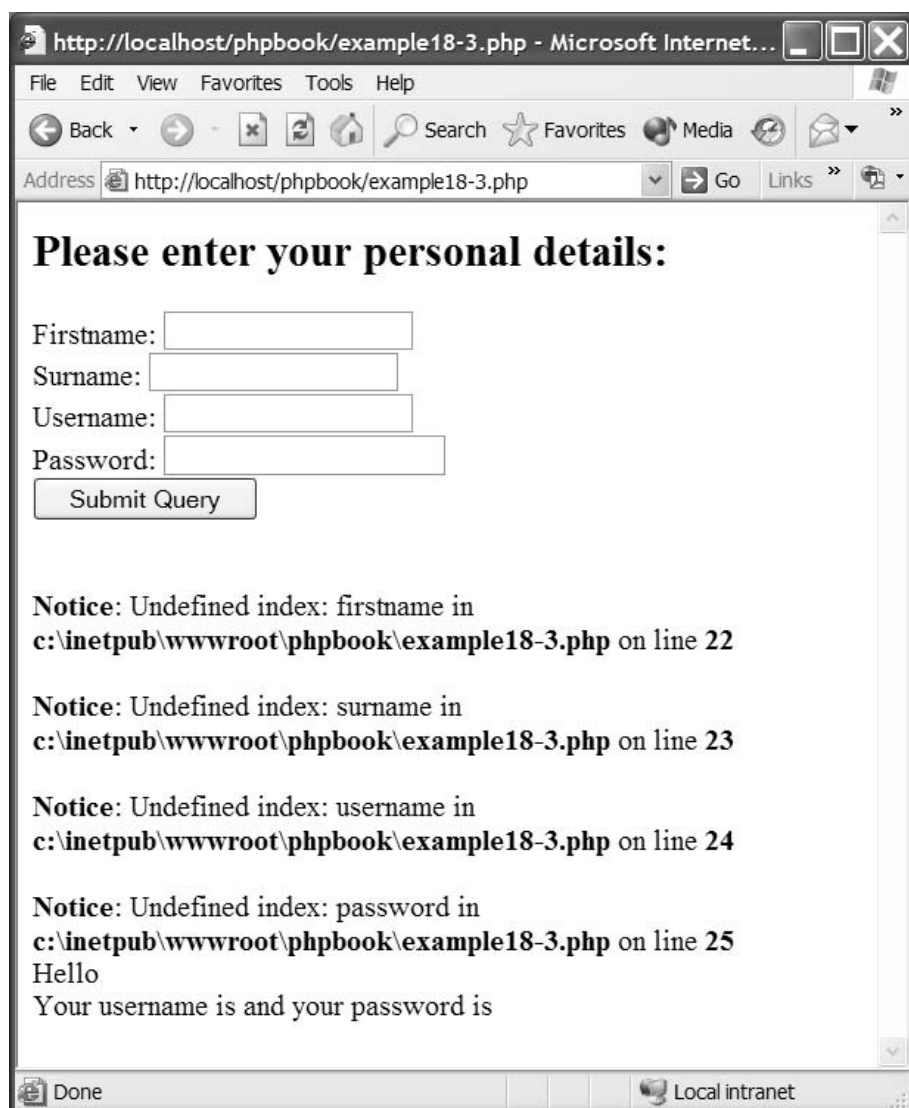 http://localhost/phpbook/example18-3.php - Microsoft Internet...
File Edit View Favorites Tools Help
Back Search Favorites Media »
Address http://localhost/phpbook/example18-3.php Go Links »
Please enter your personal details:
Firstname:
Surname:
Username:
Password:
Submit Query
Notice: Undefined index: firstname in
c:\inetpub\wwwroot\phpbook\example18-3.php on line 22
Notice: Undefined index: surname in
c:\inetpub\wwwroot\phpbook\example18-3.php on line 23
Notice: Undefined index: username in
c:\inetpub\wwwroot\phpbook\example18-3.php on line 24
Notice: Undefined index: password in
c:\inetpub\wwwroot\phpbook\example18-3.php on line 25
Hello
Your username is and your password is
Done Local intranet